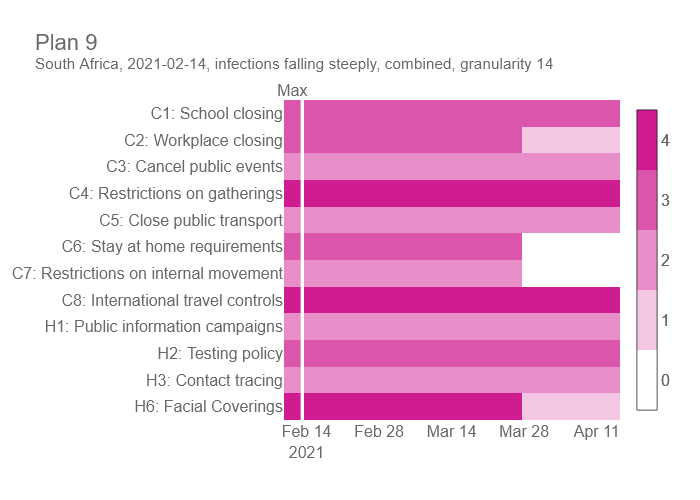 Plan 9
South Africa, 2021-02-14, infections falling steeply, combined, granularity 14
Max
C1: School closing
C2: Workplace closing
C3: Cancel public events
C4: Restrictions on gatherings
C5: Close public transport
C6: Stay at home requirements
C7: Restrictions on internal movement
C8: International travel controls
H1: Public information campaigns
H2: Testing policy
H3: Contact tracing
H6: Facial Coverings
Feb 14 Feb 28 Mar 14 Mar 28 Apr 11
2021
4
3
2
1
0